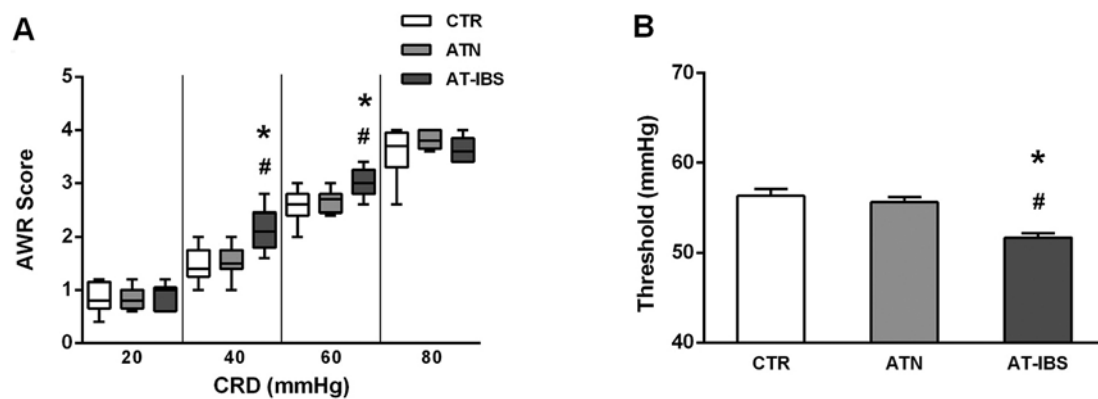 A
CTR
ATN
AT-IBS
AWR Score
5
4
3
2
1
0
* #
* #
20 40 60 80
CRD (mmHg)
B
Threshold (mmHg)
70
60
50
40
*
#
CTR ATN AT-IBS